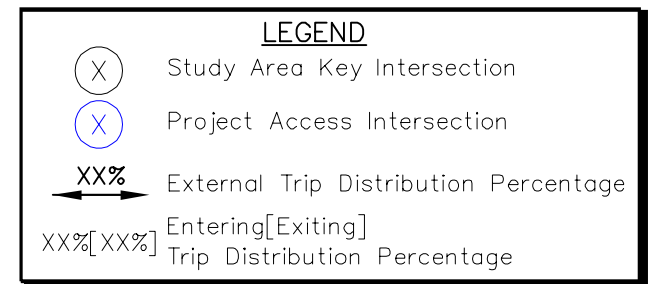 LEGEND
X Study Area Key Intersection
X Project Access Intersection
XX% External Trip Distribution Percentage
XX%[XX%] Entering[Exiting]
Trip Distribution Percentage